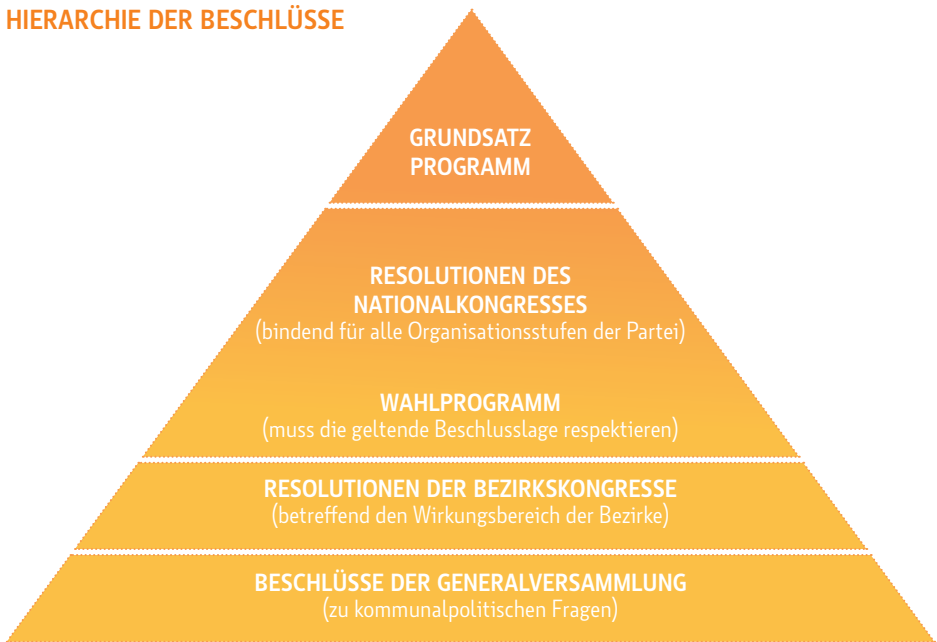 HIERARCHIE DER BESCHLÜSSE
GRUNDSATZ
PROGRAMM
RESOLUTIONEN DES
NATIONALKONGRESSES
(bindend für alle Organisationsstufen der Partei)
WAHLPROGRAMM
(muss die geltende Beschlusslage respektieren)
RESOLUTIONEN DER BEZIRKSKONGRESSE
(betreffend den Wirkungsbereich der Bezirke)
BESCHLÜSSE DER GENERALVERSAMMLUNG
(zu kommunalpolitischen Fragen)